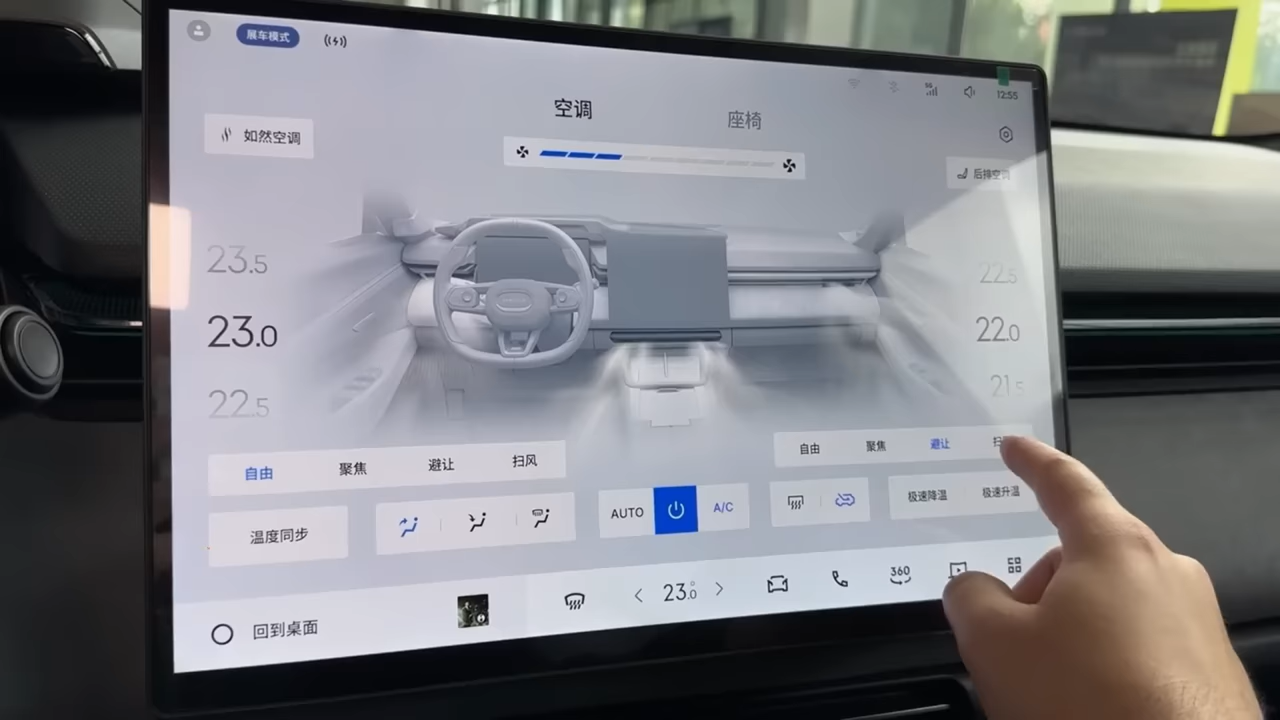 展车模式
5G
12:55
空调
座椅
如然空调
后排空调
23.5
23.0
22.5
22.5
22.0
21.5
自由 聚焦 避让 扫风
自由 聚焦 避让
温度同步
AUTO
A/C
极速降温 极速升温
回到桌面
23.0
360